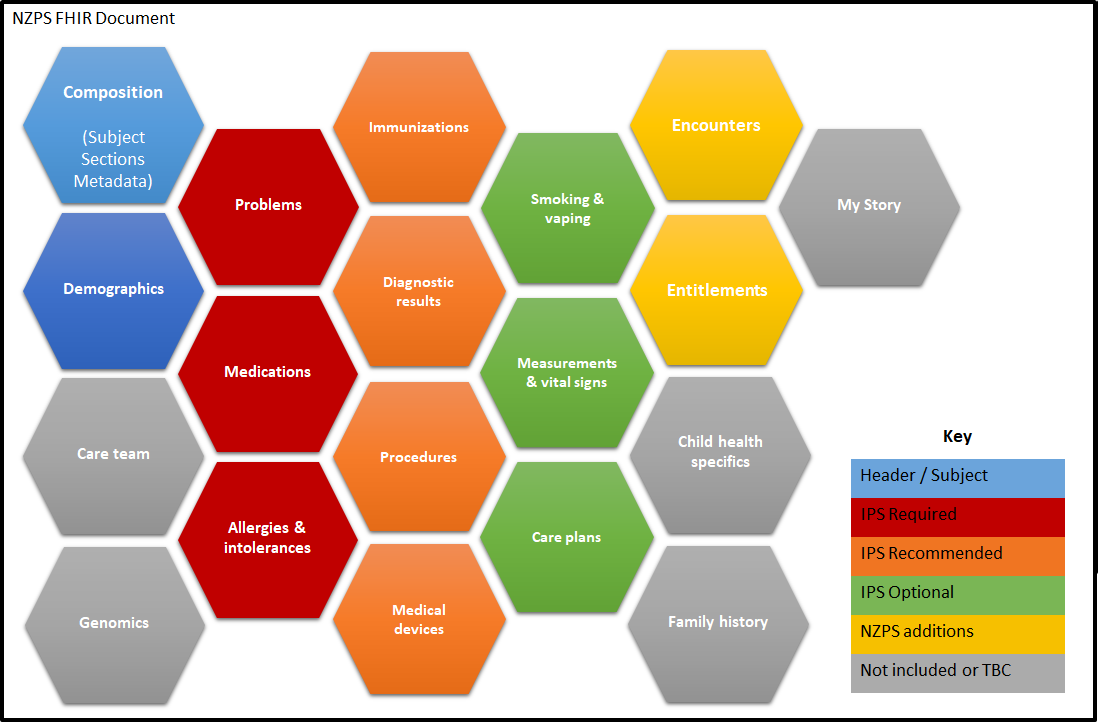 NZPS FHIR Document
Composition
(Subject
Sections
Metadata)
Demographics
Care team
Genomics
Problems
Medications
Allergies &
intolerances
Immunizations
Diagnostic
results
Procedures
Medical
devices
Smoking &
vaping
Measurements
& vital signs
Care plans
Encounters
Entitlements
Child health
specifics
Family history
My Story
Key
Header / Subject
IPS Required
IPS Recommended
IPS Optional
NZPS additions
Not included or TBC